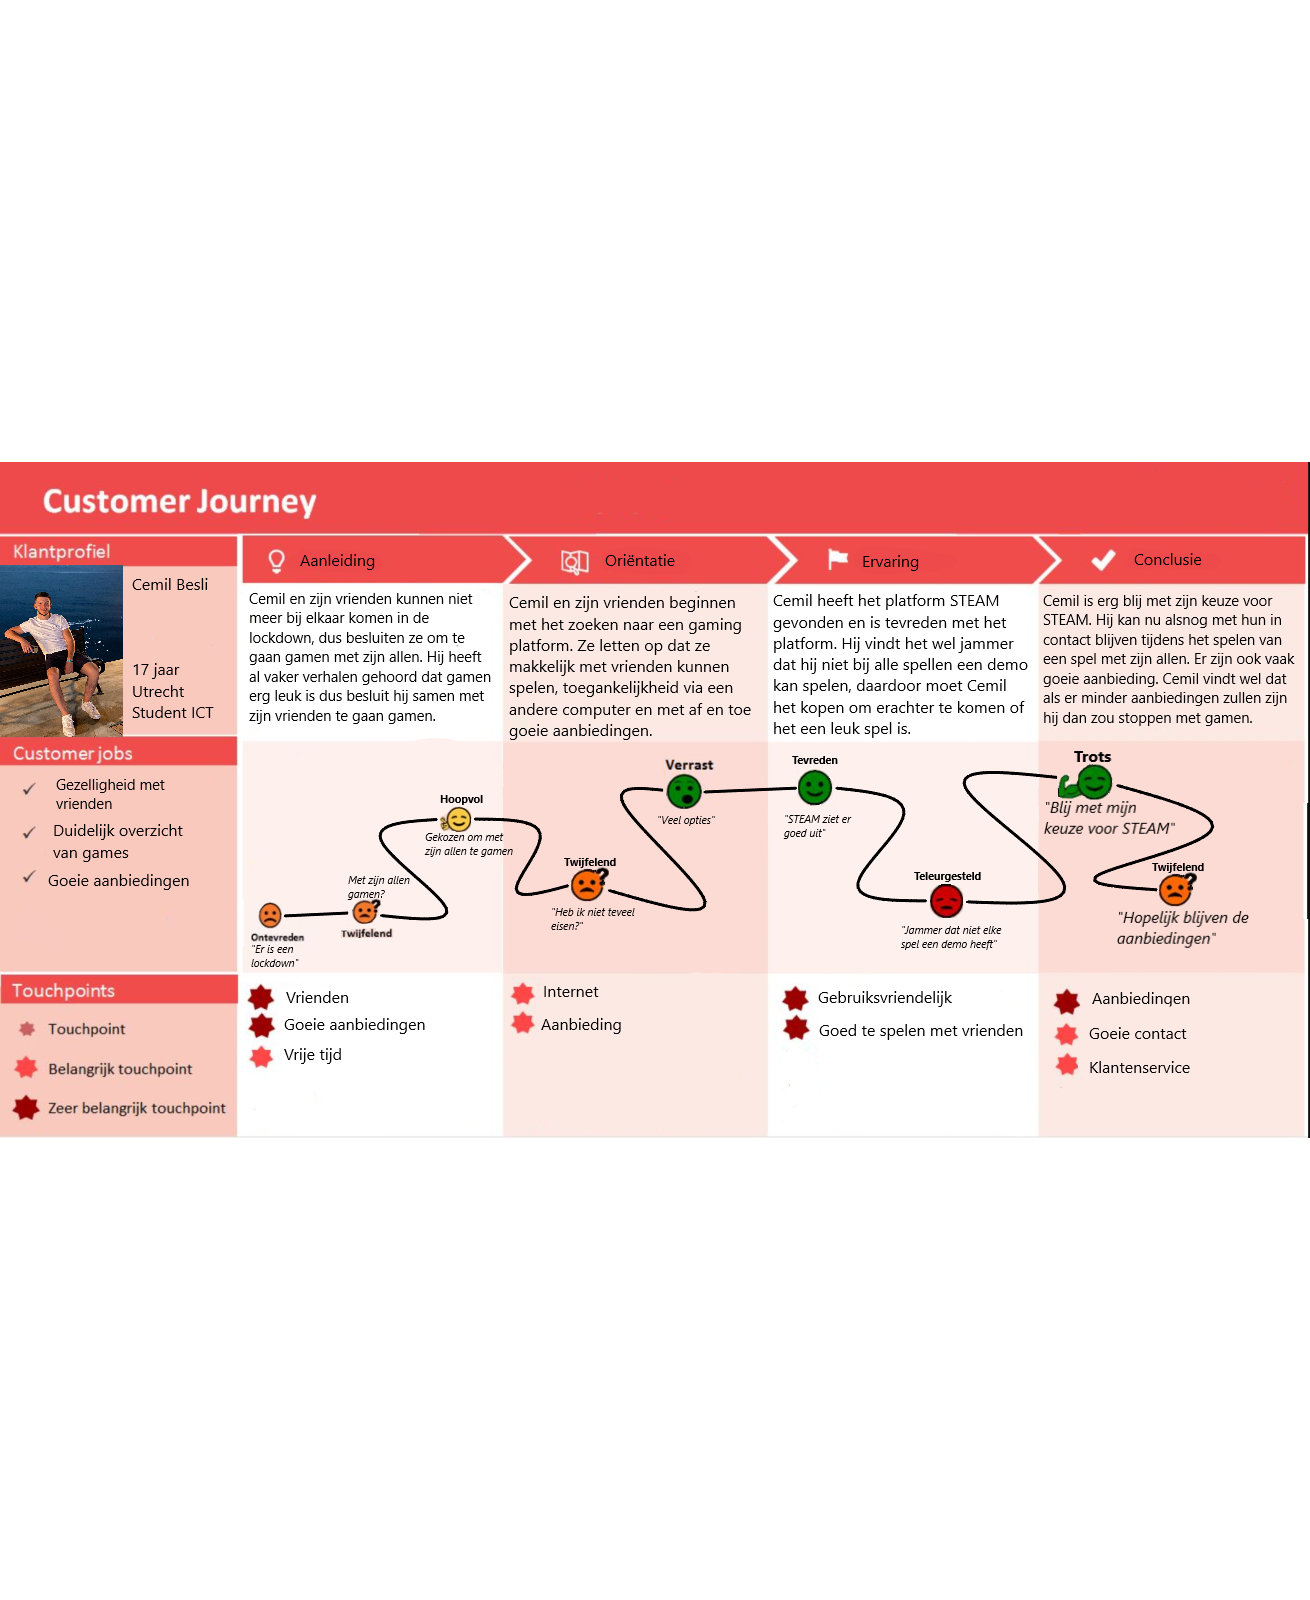 Customer Journey
Klantprofiel
Cemil Besli
17 jaar
Utrecht
Student ICT
Customer jobs
Gezelligheid met
vrienden
Duidelijk overzicht
van games
Goeie aanbiedingen
Touchpoints
Touchpoint
Belangrijk touchpoint
Zeer belangrijk touchpoint
Aanleiding
Cemil en zijn vrienden kunnen niet
meer bij elkaar komen in de
lockdown, dus besluiten ze om te
gaan gamen met zijn allen. Hij heeft
al vaker verhalen gehoord dat gamen
erg leuk is dus besluit hij samen met
zijn vrienden te gaan gamen.
Ontevreden
"Er is een
lockdown"
Met zijn allen
gamen?
Twijfelend
Hoopvol
Gekozen om met
zijn allen te gamen
Vrienden
Goeie aanbiedingen
Vrije tijd
Oriëntatie
Cemil en zijn vrienden beginnen
met het zoeken naar een gaming
platform. Ze letten op dat ze
makkelijk met vrienden kunnen
spelen, toegankelijkheid via een
andere computer en met af en toe
goeie aanbiedingen.
Twijfelend
"Heb ik niet teveel
eisen?"
Verrast
"Veel opties"
Internet
Aanbieding
Ervaring
Cemil heeft het platform STEAM
gevonden en is tevreden met het
platform. Hij vindt het wel jammer
dat hij niet bij alle spellen een demo
kan spelen, daardoor moet Cemil
het kopen om erachter te komen of
het een leuk spel is.
Tevreden
"STEAM ziet er
goed uit"
Teleurgesteld
"Jammer dat niet elke
spel een demo heeft"
Gebruiksvriendelijk
Goed te spelen met vrienden
Conclusie
Cemil is erg blij met zijn keuze voor
STEAM. Hij kan nu alsnog met hun in
contact blijven tijdens het spelen van
een spel met zijn allen. Er zijn ook vaak
goeie aanbieding. Cemil vindt wel dat
als er minder aanbiedingen zullen zijn
hij dan zou stoppen met gamen.
Trots
"Blij met mijn
keuze voor STEAM"
Twijfelend
"Hopelijk blijven de
aanbiedingen"
Aanbiedingen
Goeie contact
Klantenservice